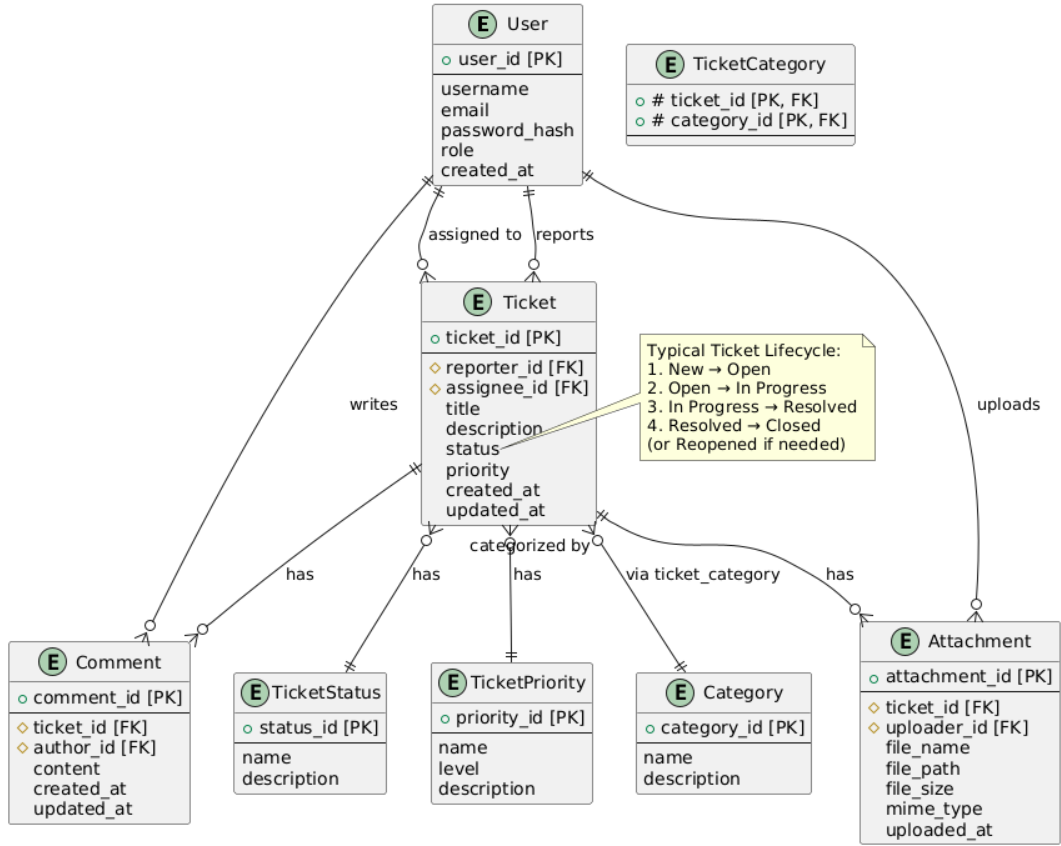 E User
user_id [PK]
username
email
password_hash
role
created_at
E TicketCategory
# ticket_id [PK, FK]
# category_id [PK, FK]
assigned to
reports
E Ticket
ticket_id [PK]
reporter_id [FK]
assignee_id [FK]
title
description
status
priority
created_at
updated_at
Typical Ticket Lifecycle:
1. New → Open
2. Open → In Progress
3. In Progress → Resolved
4. Resolved → Closed
(or Reopened if needed)
writes
uploads
categorized by
has
has
has
via ticket_category
has
E Comment
comment_id [PK]
ticket_id [FK]
author_id [FK]
content
created_at
updated_at
E TicketStatus
status_id [PK]
name
description
E TicketPriority
priority_id [PK]
name
level
description
E Category
category_id [PK]
name
description
E Attachment
attachment_id [PK]
ticket_id [FK]
uploader_id [FK]
file_name
file_path
file_size
mime_type
uploaded_at